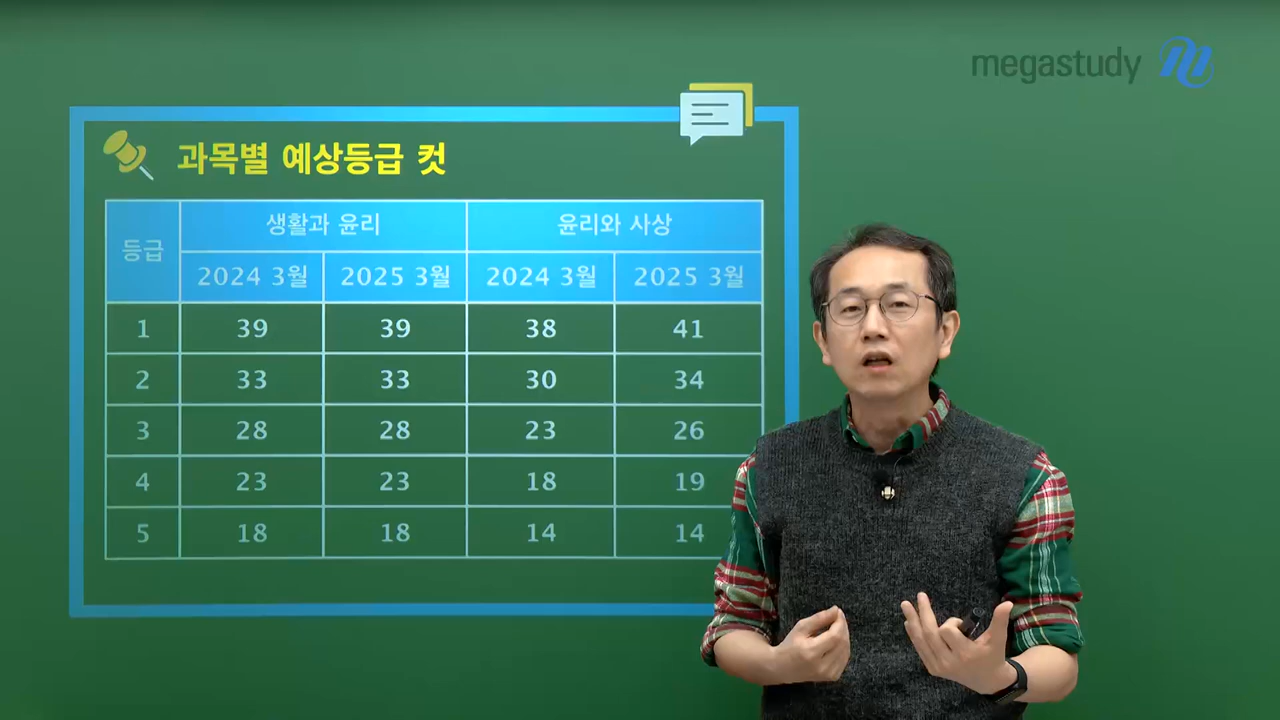 megastudy
과목별 예상등급 컷
등급 생활과 윤리 윤리와 사상
2024 3월 2025 3월 2024 3월 2025 3월
1 39 39 38 41
2 33 33 30 34
3 28 28 23 26
4 23 23 18 19
5 18 18 14 14